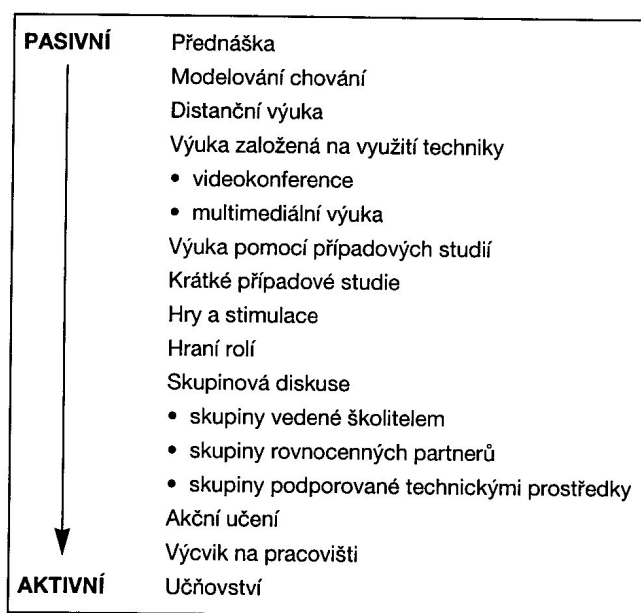 PASIVNÍ Přednáška
Modelování chování
Distanční výuka
Výuka založená na využití techniky
• videokonference
• multimediální výuka
Výuka pomocí případových studií
Krátké případové studie
Hry a stimulace
Hraní rolí
Skupinová diskuse
• skupiny vedené školitelem
• skupiny rovnocenných partnerů
• skupiny podporované technickými prostředky
Akční učení
Výcvik na pracovišti
AKTIVNÍ Učňovství